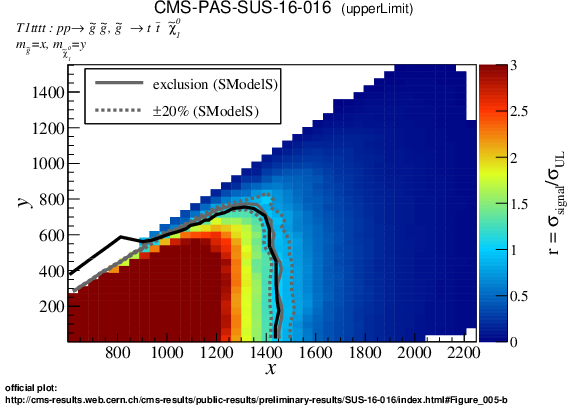 CMS-PAS-SUS-16-016 (upperLimit)
T1tttt : pp→ g̃ g̃, g̃ → t t̄ χ̃⁰₁
m_g̃=x, m_χ̃⁰₁=y
exclusion (SModelS)
±20% (SModelS)
1400
1200
1000
800
600
400
200
y
800 1000 1200 1400 1600 1800 2000 2200
x
3
2.5
2
1.5
1
0.5
0
r = σ_signal/σ_UL
official plot:
http://cms-results.web.cern.ch/cms-results/public-results/preliminary-results/SUS-16-016/index.html#Figure_005-b